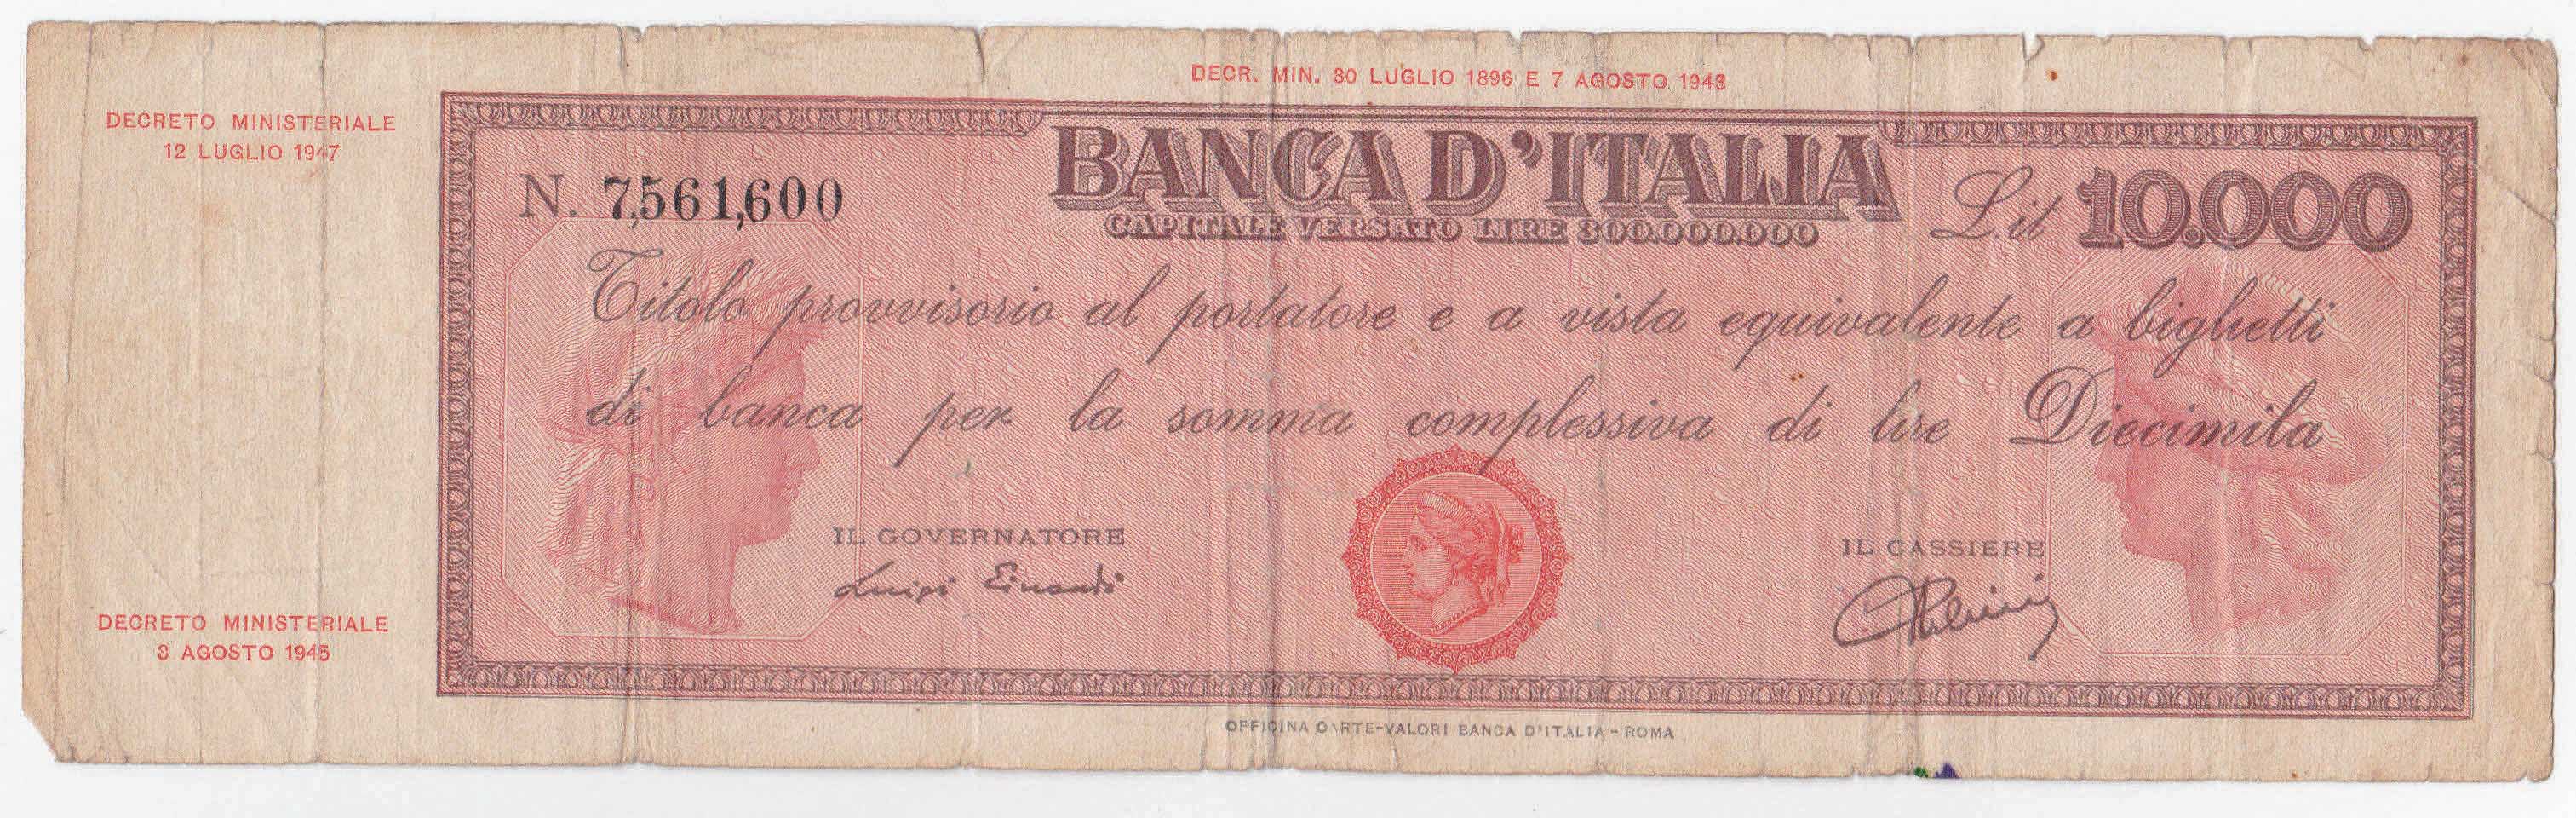 DECR. MIN. 30 LUGLIO 1896 E 7 AGOSTO 1943
DECRETO MINISTERIALE
12 LUGLIO 1947
BANCA D'ITALIA
N. 7,561,600
L.it 10.000
CAPITALE VERSATO LIRE 300.000.000
Titolo provvisorio al portatore e a vista equivalente a biglietti
di banca per la somma complessiva di lire Diecimila
IL GOVERNATORE
Luigi Einaudi
IL CASSIERE
DECRETO MINISTERIALE
8 AGOSTO 1945
OFFICINA CARTE-VALORI BANCA D'ITALIA - ROMA